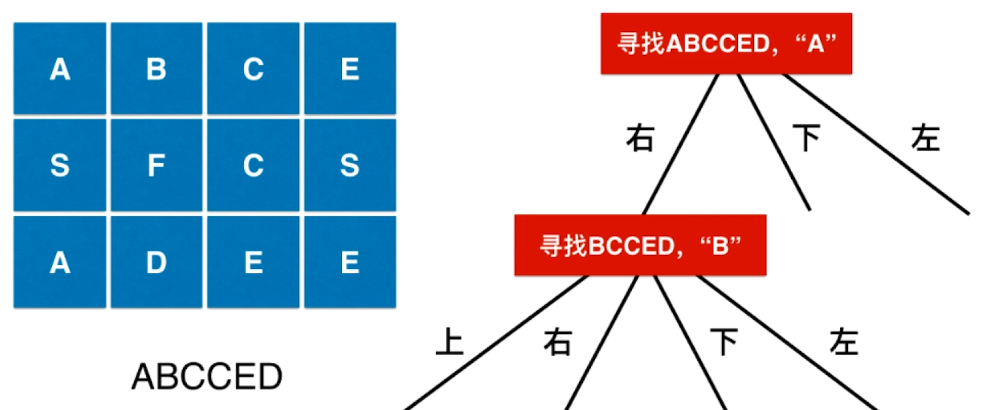 A B C E
S F C S
A D E E
ABCCED
寻找ABCCED，“A”
右 下 左
寻找BCCED，“B”
上 右 下 左